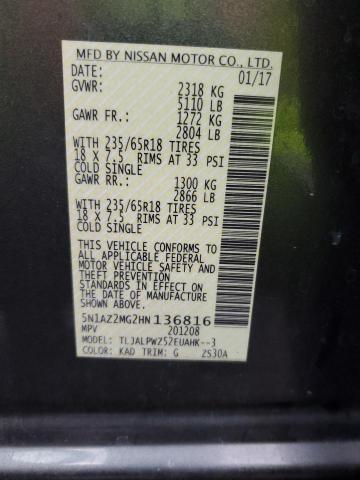 MFD BY NISSAN MOTOR CO., LTD.
DATE: 01/17
GVWR: 2318 KG
5110 LB
GAWR FR.: 1272 KG
2804 LB
WITH 235/65R18 TIRES
18 X 7.5 RIMS AT 33 PSI
COLD SINGLE
GAWR RR.: 1300 KG
2866 LB
WITH 235/65R18 TIRES
18 X 7.5 RIMS AT 33 PSI
COLD SINGLE
THIS VEHICLE CONFORMS TO
ALL APPLICABLE FEDERAL
MOTOR VEHICLE SAFETY AND
THEFT PREVENTION
STANDARDS IN EFFECT ON
THE DATE OF MANUFACTURE
SHOWN ABOVE.
5N1AZ2MG2HN136816
MPV 201208
MODEL: TLJALPWZ52EUAHK--3
COLOR: KAD TRIM: G 2S30A